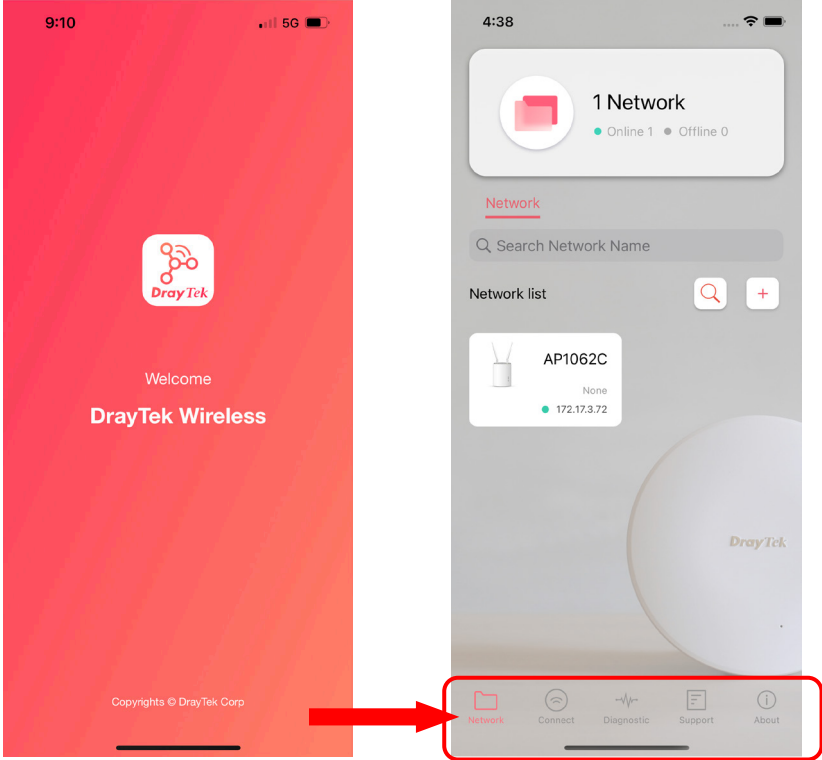 9:10
5G
DrayTek
Welcome
DrayTek Wireless
Copyrights © DrayTek Corp
4:38
1 Network
Online 1 Offline 0
Network
Search Network Name
Network list
+
AP1062C
None
172.17.3.72
DrayTek
Network Connect Diagnostic Support About